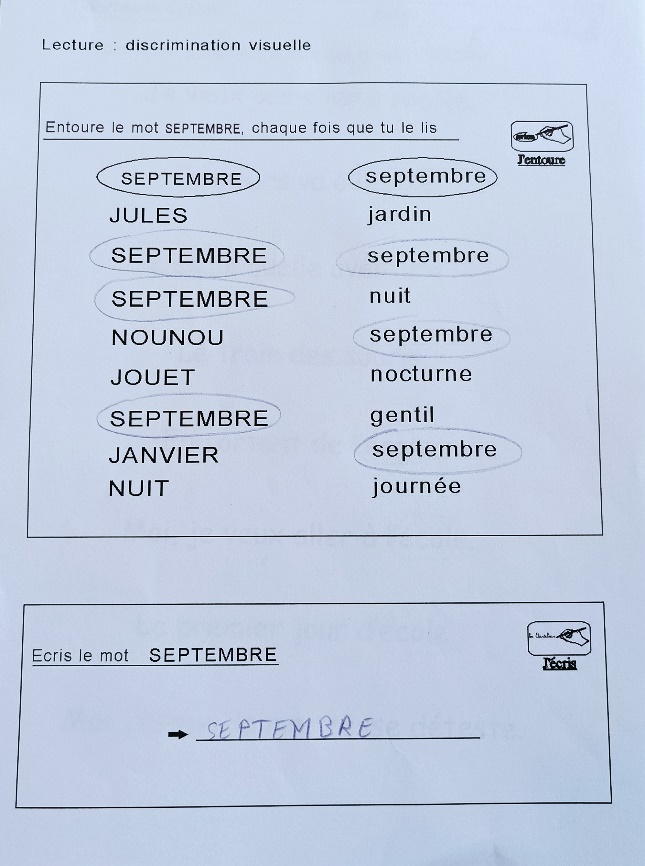 Lecture : discrimination visuelle
Entoure le mot SEPTEMBRE, chaque fois que tu le lis
J'entoure
SEPTEMBRE septembre
JULES jardin
SEPTEMBRE septembre
SEPTEMBRE nuit
NOUNOU septembre
JOUET nocturne
SEPTEMBRE gentil
JANVIER septembre
NUIT journée
Ecris le mot SEPTEMBRE
J'écris
SEPTEMBRE